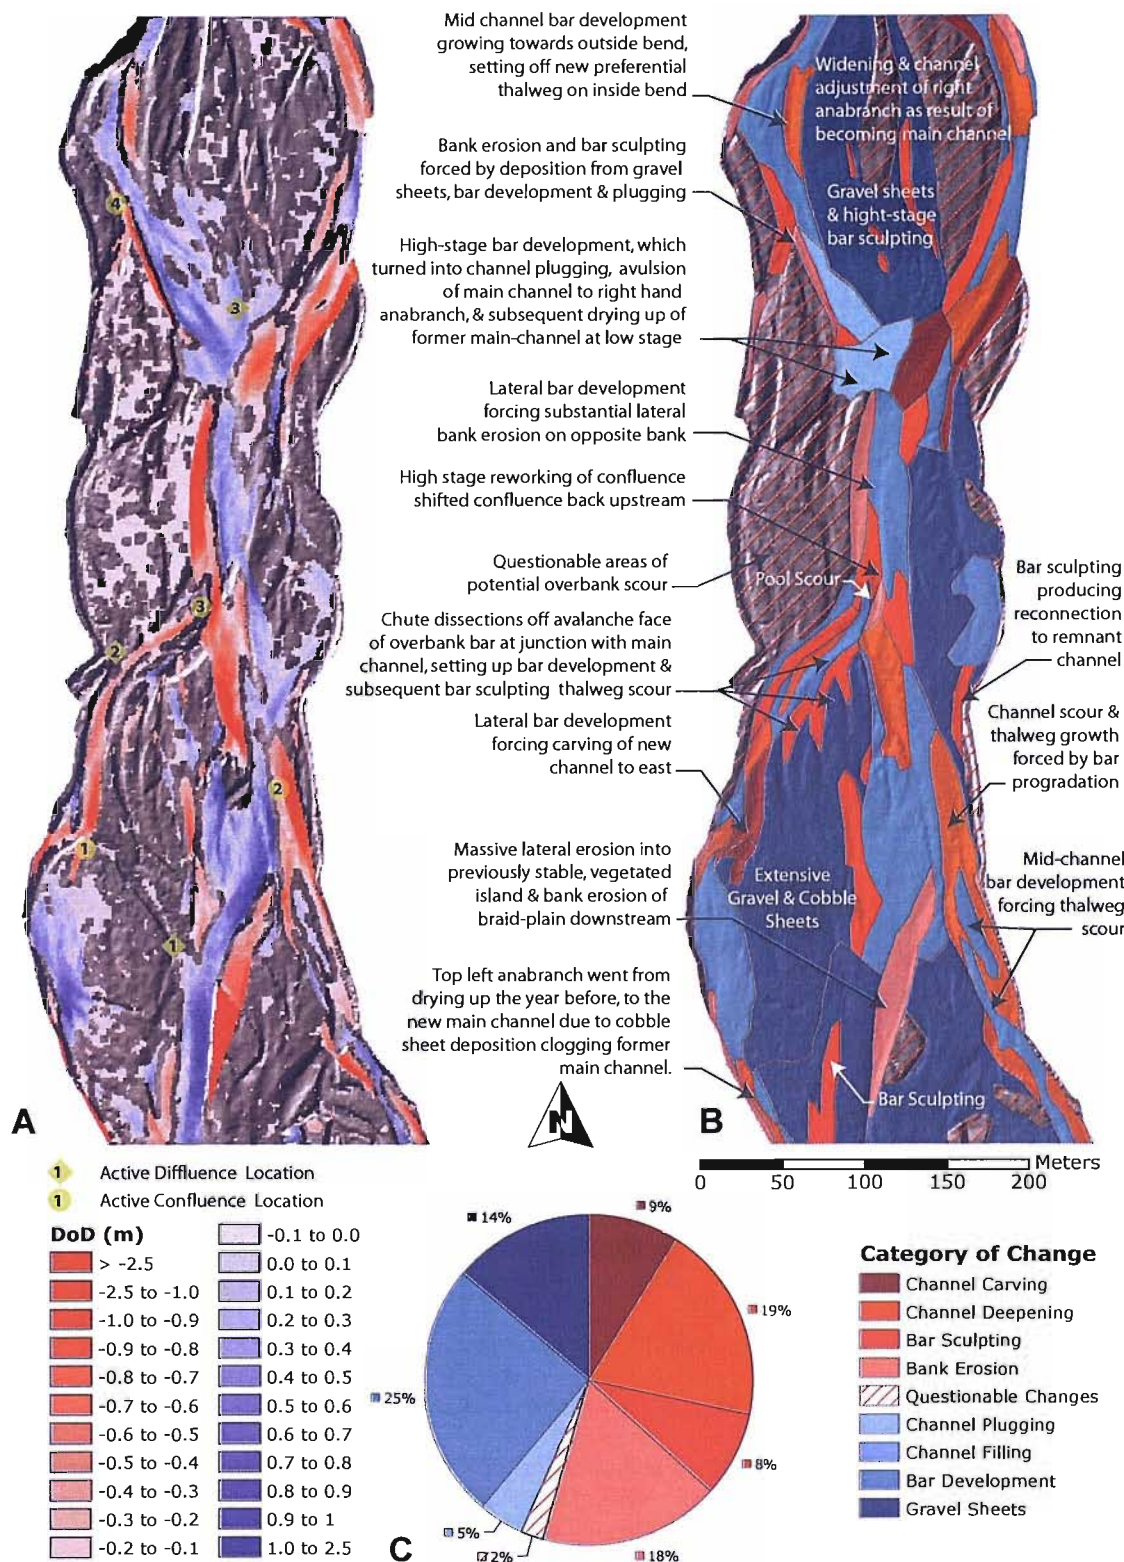 Mid channel bar development
growing towards outside bend,
setting off new preferential
thalweg on inside bend
Bank erosion and bar sculpting
forced by deposition from gravel
sheets, bar development & plugging
High-stage bar development, which
turned into channel plugging, avulsion
of main channel to right hand
anabranch, & subsequent drying up of
former main-channel at low stage
Lateral bar development
forcing substantial lateral
bank erosion on opposite bank
High stage reworking of confluence
shifted confluence back upstream
Questionable areas of
potential overbank scour
Chute dissections off avalanche face
of overbank bar at junction with main
channel, setting up bar development &
subsequent bar sculpting thalweg scour
Lateral bar development
forcing carving of new
channel to east
Massive lateral erosion into
previously stable, vegetated
island & bank erosion of
braid-plain downstream
Top left anabranch went from
drying up the year before, to the
new main channel due to cobble
sheet deposition clogging former
main channel.
Widening & channel
adjustment of right
anabranch as result of
becoming main channel
Gravel sheets
& hight-stage
bar sculpting
Pool Scour
Bar sculpting
producing
reconnection
to remnant
channel
Channel scour &
thalweg growth
forced by bar
progradation
Extensive
Gravel & Cobble
Sheets
Mid-channel
bar development
forcing thalweg
scour
Bar Sculpting
4
3
3
2
2
1
1
A
N
B
0 50 100 150 200
Meters
1 Active Diffluence Location
1 Active Confluence Location
DoD (m)
> -2.5
-2.5 to -1.0
-1.0 to -0.9
-0.9 to -0.8
-0.8 to -0.7
-0.7 to -0.6
-0.6 to -0.5
-0.5 to -0.4
-0.4 to -0.3
-0.3 to -0.2
-0.2 to -0.1
-0.1 to 0.0
0.0 to 0.1
0.1 to 0.2
0.2 to 0.3
0.3 to 0.4
0.4 to 0.5
0.5 to 0.6
0.6 to 0.7
0.7 to 0.8
0.8 to 0.9
0.9 to 1
1.0 to 2.5
C
14%
9%
19%
8%
18%
2%
5%
25%
Category of Change
Channel Carving
Channel Deepening
Bar Sculpting
Bank Erosion
Questionable Changes
Channel Plugging
Channel Filling
Bar Development
Gravel Sheets